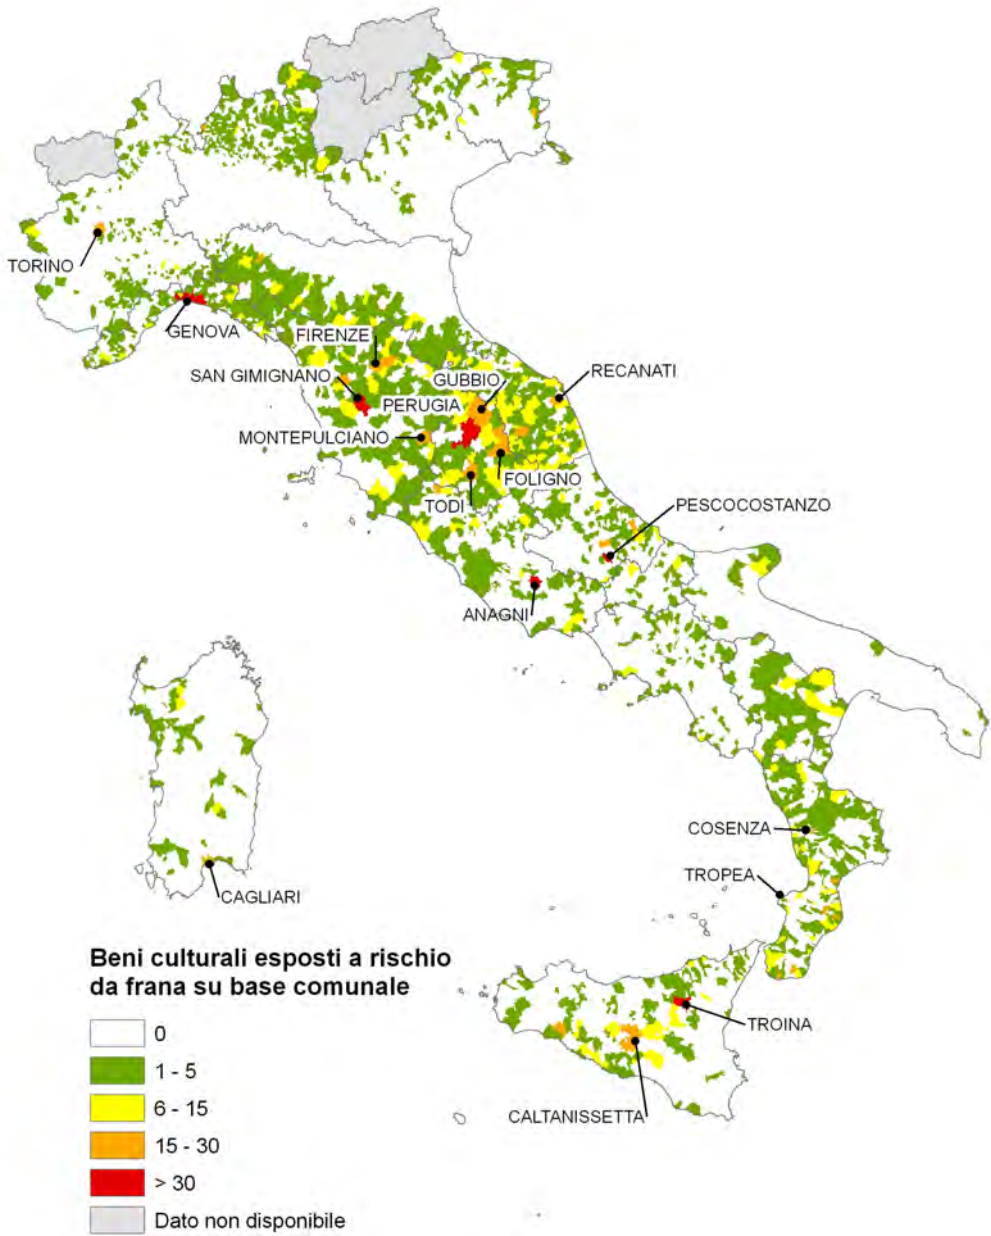 TORINO
GENOVA
FIRENZE
SAN GIMIGNANO
GUBBIO
RECANATI
PERUGIA
MONTEPULCIANO
FOLIGNO
TODI
PESCOCOSTANZO
ANAGNI
COSENZA
TROPEA
CAGLIARI
TROINA
CALTANISSETTA
Beni culturali esposti a rischio
da frana su base comunale
0
1 - 5
6 - 15
15 - 30
> 30
Dato non disponibile